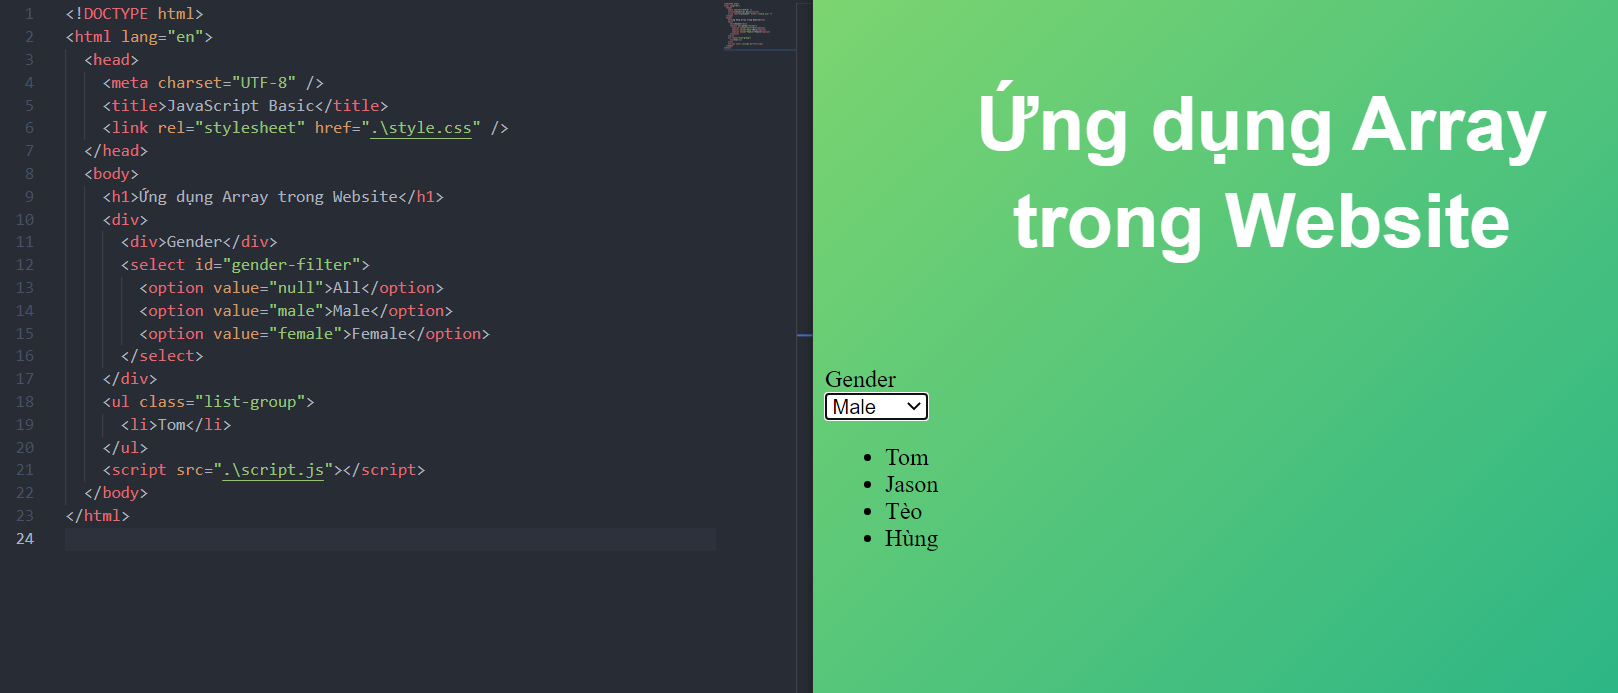 1 <!DOCTYPE html>
2 <html lang="en">
3 <head>
4 <meta charset="UTF-8" />
5 <title>JavaScript Basic</title>
6 <link rel="stylesheet" href=".\style.css" />
7 </head>
8 <body>
9 <h1>Ứng dụng Array trong Website</h1>
10 <div>
11 <div>Gender</div>
12 <select id="gender-filter">
13 <option value="null">All</option>
14 <option value="male">Male</option>
15 <option value="female">Female</option>
16 </select>
17 </div>
18 <ul class="list-group">
19 <li>Tom</li>
20 </ul>
21 <script src=".\script.js"></script>
22 </body>
23 </html>
24
Ứng dụng Array
trong Website
Gender
Male
Tom
Jason
Tèo
Hùng